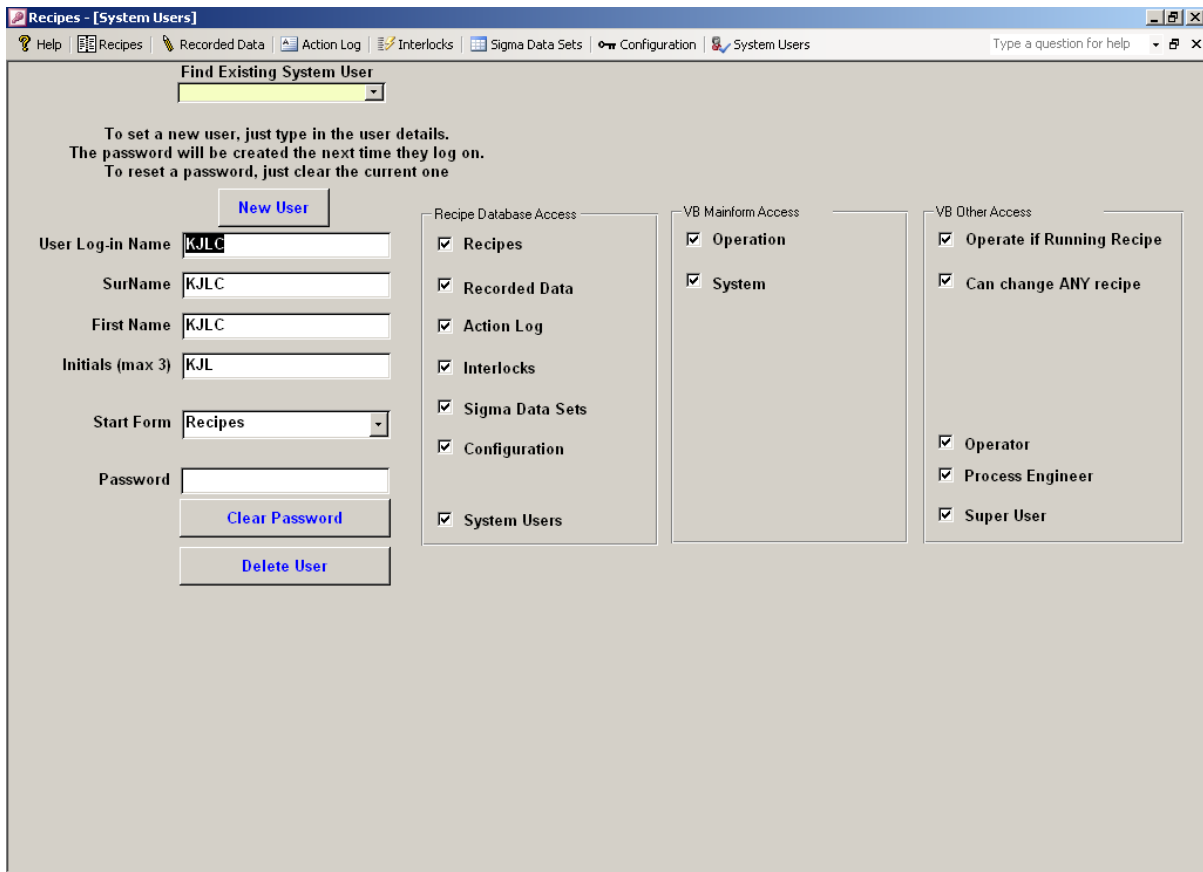 Recipes - [System Users]
Help Recipes Recorded Data Action Log Interlocks Sigma Data Sets Configuration System Users Type a question for help
Find Existing System User
To set a new user, just type in the user details.
The password will be created the next time they log on.
To reset a password, just clear the current one
New User
User Log-in Name KJLC
SurName KJLC
First Name KJLC
Initials (max 3) KJL
Start Form Recipes
Password
Clear Password
Delete User
Recipe Database Access
Recipes
Recorded Data
Action Log
Interlocks
Sigma Data Sets
Configuration
System Users
VB Mainform Access
Operation
System
VB Other Access
Operate if Running Recipe
Can change ANY recipe
Operator
Process Engineer
Super User